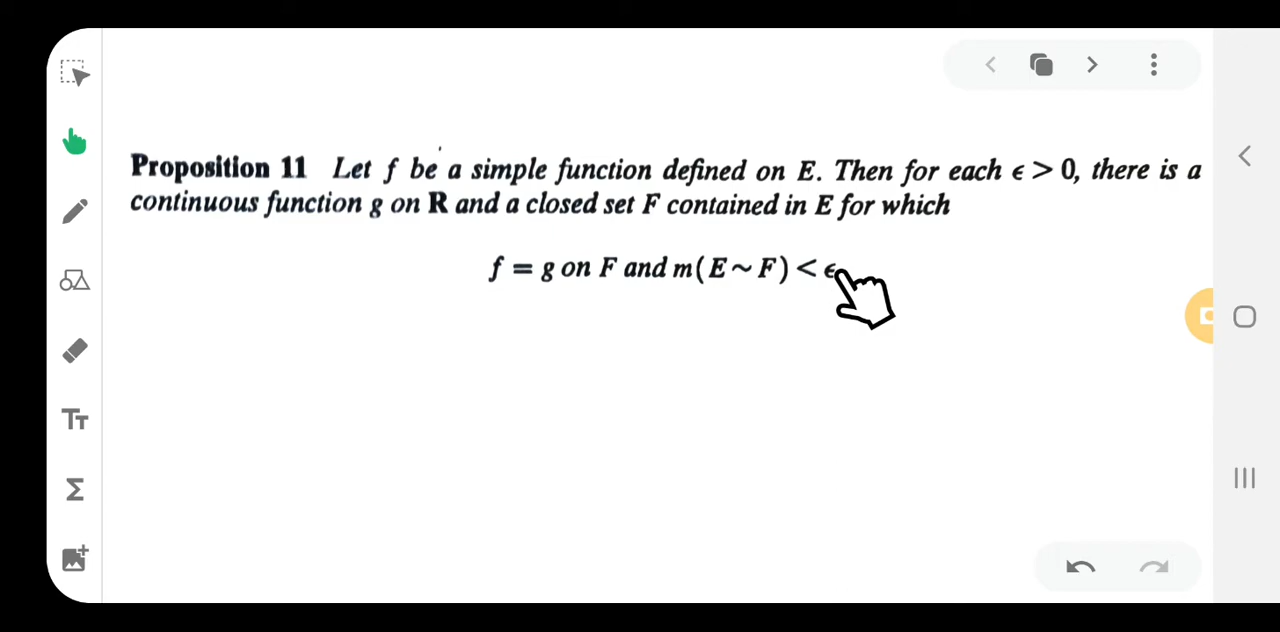 Proposition 11 Let f be a simple function defined on E. Then for each ϵ > 0, there is a
continuous function g on R and a closed set F contained in E for which
f = g on F and m(E ~ F) < ϵ
TT
Σ